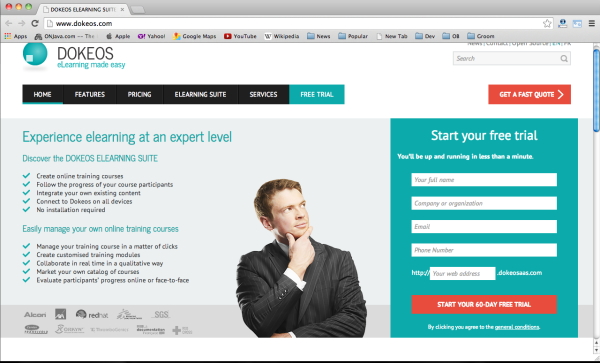 DOKEOS ELEARNING SUITE
www.dokeos.com
Apps ONJava.com Apple Yahoo! Google Maps YouTube Wikipedia News Popular New Tab Dev OB Groom
News | Contact | Open Source | EN | FR
DOKEOS
eLearning made easy
Search
HOME FEATURES PRICING ELEARNING SUITE SERVICES FREE TRIAL
GET A FAST QUOTE
Experience elearning at an expert level
Discover the DOKEOS ELEARNING SUITE
Create online training courses
Follow the progress of your course participants
Integrate your own existing content
Connect to Dokeos on all devices
No installation required
Easily manage your own online training courses
Manage your training course in a matter of clicks
Create customised training modules
Collaborate in real time in a qualitative way
Market your own catalog of courses
Evaluate participants' progress online or face-to-face
Alcon redhat SGS
Start your free trial
You'll be up and running in less than a minute.
Your full name
Company or organization
Email
Phone Number
http:// Your web address .dokeosaas.com
START YOUR 60-DAY FREE TRIAL
By clicking you agree to the general conditions.